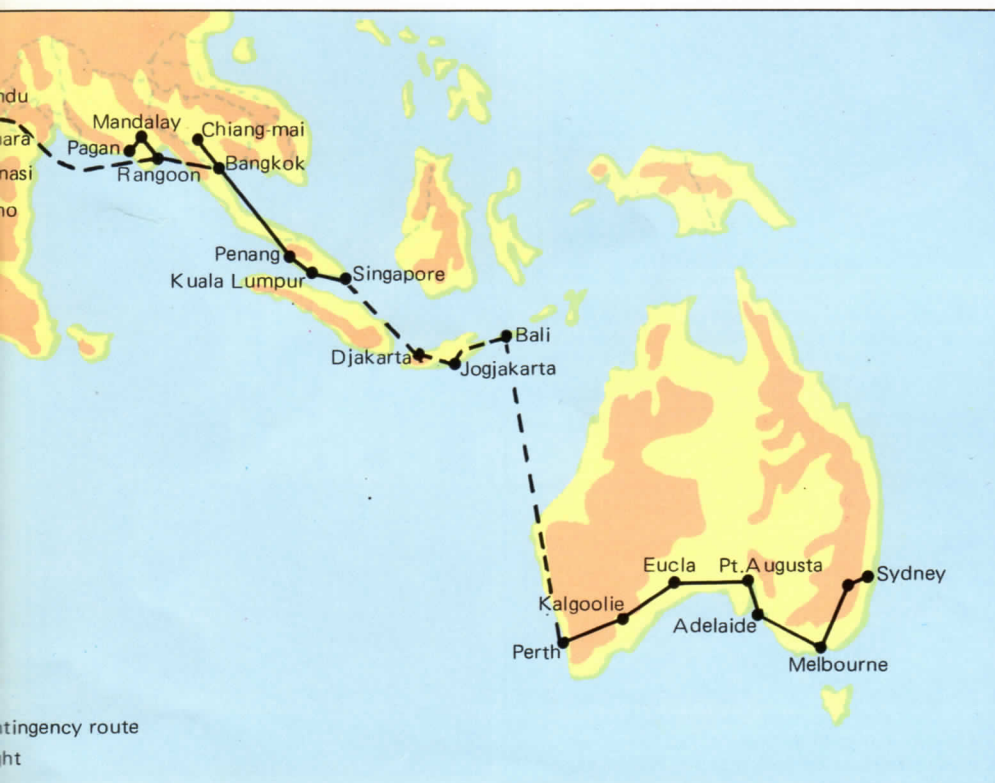 ndu
Mandalay
Chiang-mai
ara
Pagan
Bangkok
nasi
Rangoon
no
Penang
Kuala Lumpur
Singapore
Bali
Djakarta
Jogjakarta
Eucla
Pt. Augusta
Sydney
Kalgoolie
Adelaide
Perth
Melbourne
tingency route
ht